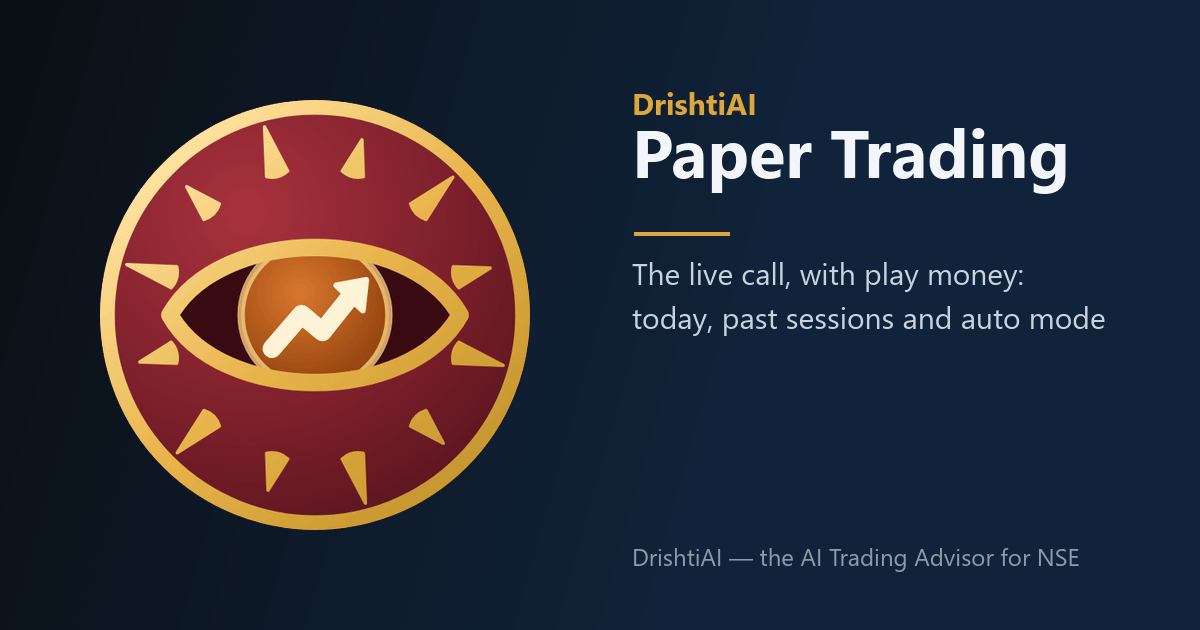 DrishtiAI
Paper Trading
The live call, with play money:
today, past sessions and auto mode
DrishtiAI — the AI Trading Advisor for NSE